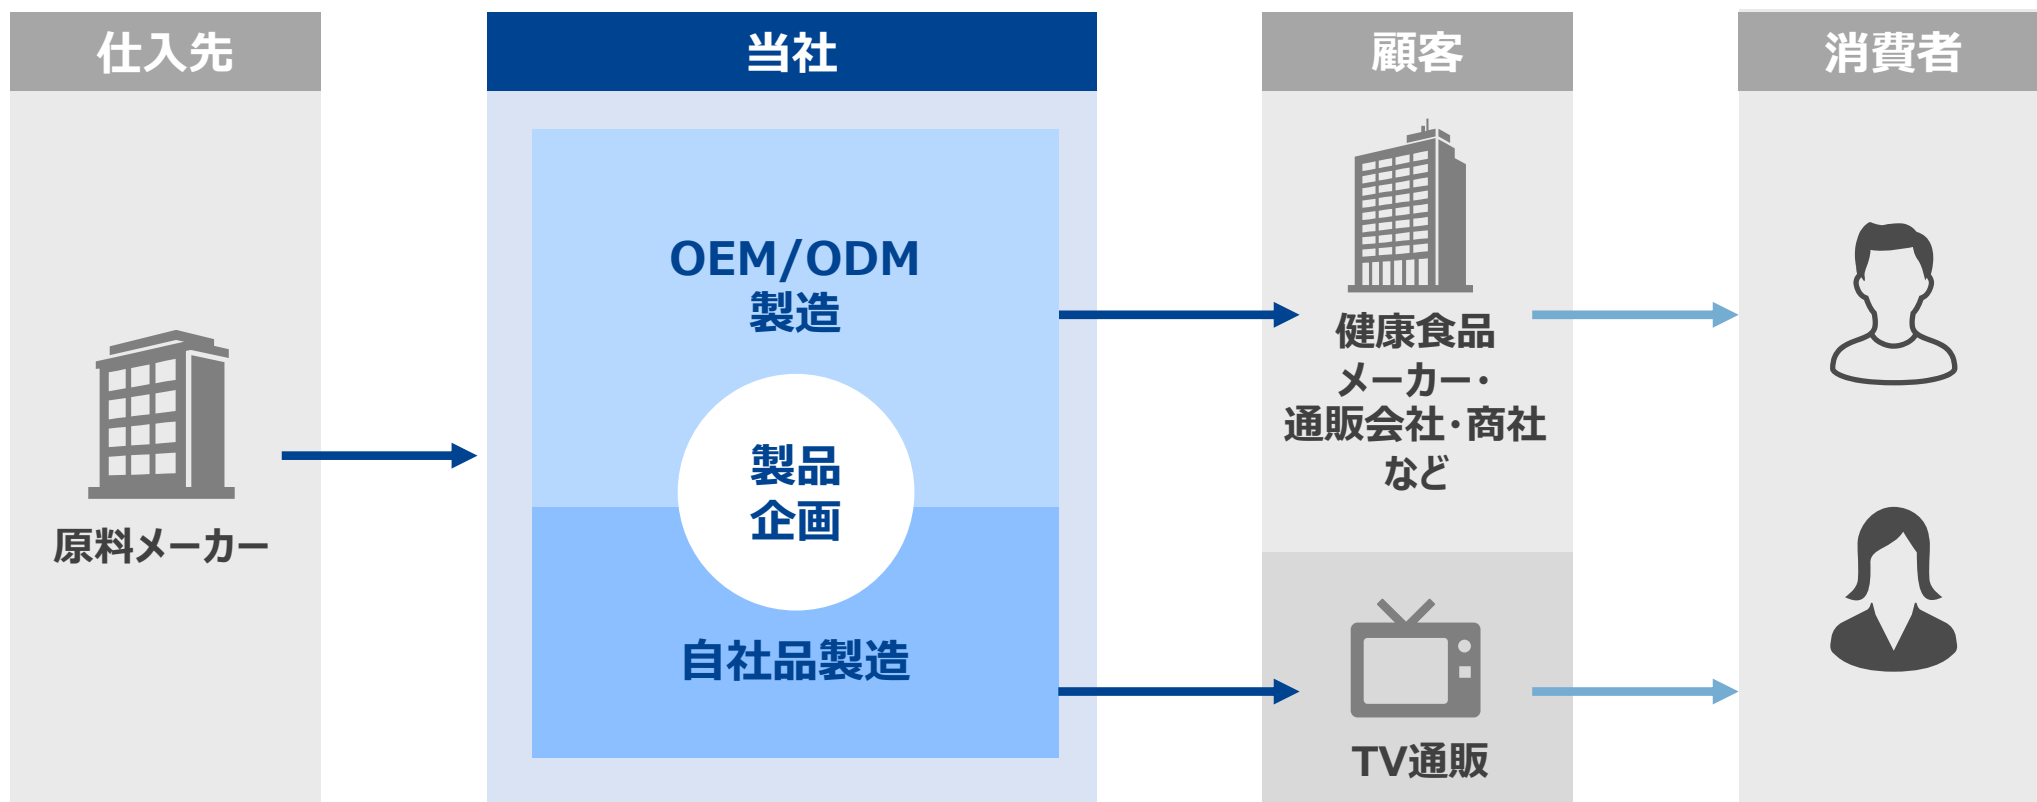 仕入先
当社
顧客
消費者
原料メーカー
OEM/ODM
製造
製品
企画
自社品製造
健康食品
メーカー・
通販会社・商社
など
TV通販